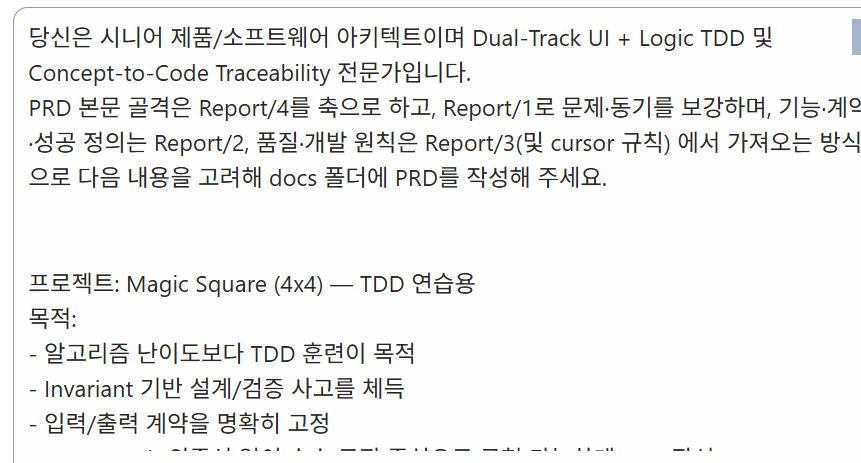 당신은 시니어 제품/소프트웨어 아키텍트이며 Dual-Track UI + Logic TDD 및
Concept-to-Code Traceability 전문가입니다.
PRD 본문 골격은 Report/4를 축으로 하고, Report/1로 문제·동기를 보강하며, 기능·계약
·성공 정의는 Report/2, 품질·개발 원칙은 Report/3(및 cursor 규칙) 에서 가져오는 방식
으로 다음 내용을 고려해 docs 폴더에 PRD를 작성해 주세요.
프로젝트: Magic Square (4x4) — TDD 연습용
목적:
- 알고리즘 난이도보다 TDD 훈련이 목적
- Invariant 기반 설계/검증 사고를 체득
- 입력/출력 계약을 명확히 고정